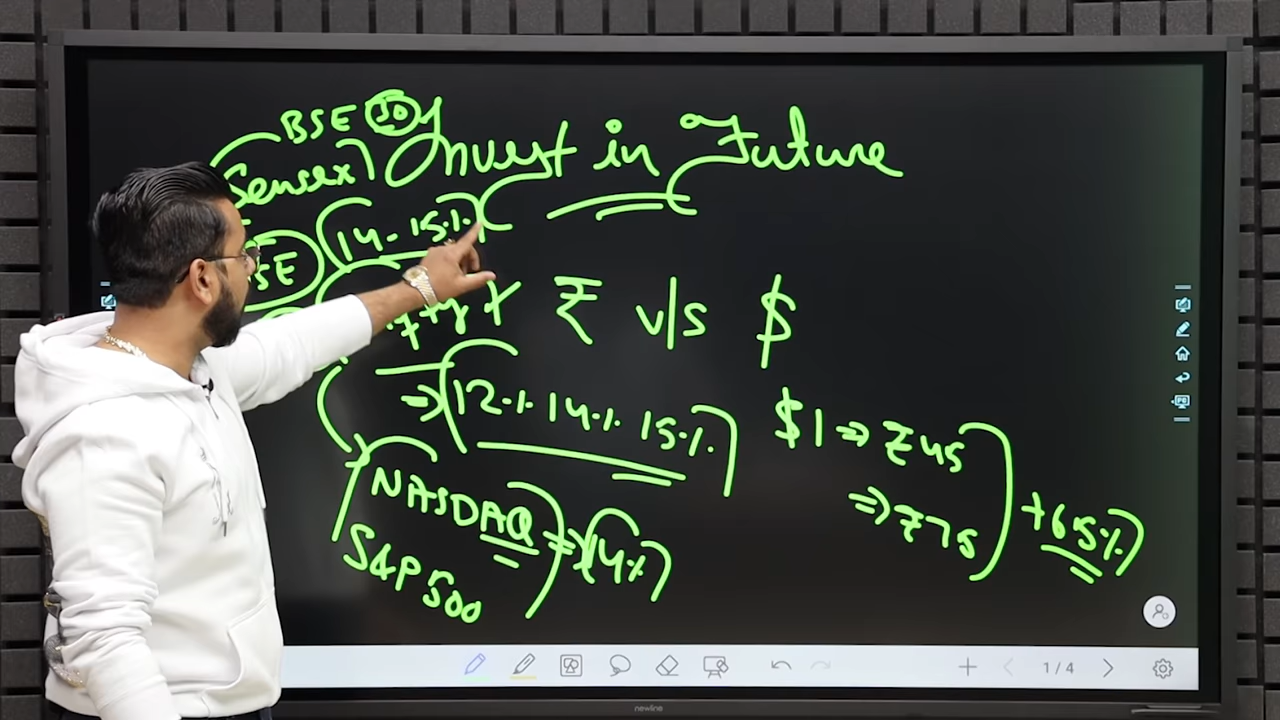 BSE 30
Invest in Future
Sensex
14-15%
₹ v/s $
⇒ 12% 14% 15%
$1 ⇒ ₹45
⇒ ₹75
+65%
NASDAQ ⇒ 14%
S&P 500
1/4
newline